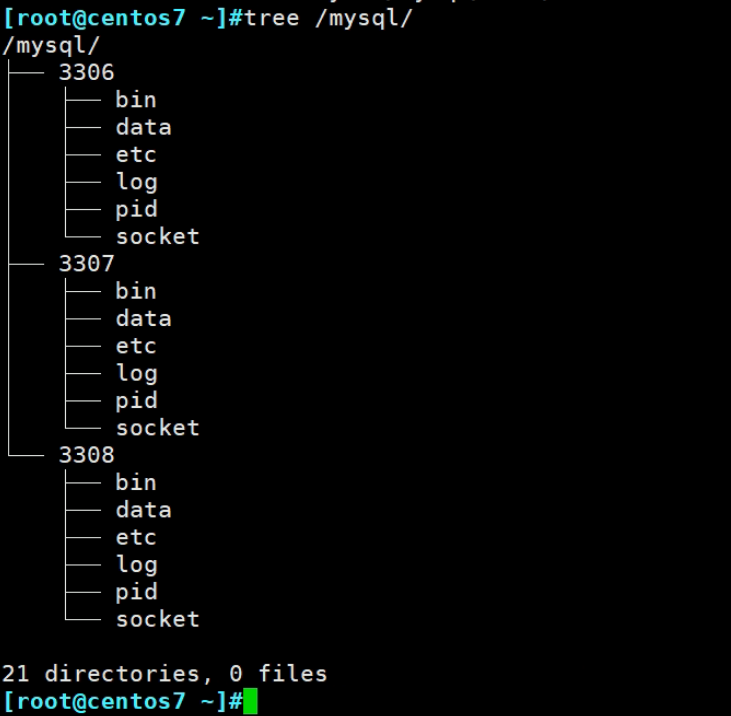 [root@centos7 ~]#tree /mysql/
/mysql/
├── 3306
│   ├── bin
│   ├── data
│   ├── etc
│   ├── log
│   ├── pid
│   └── socket
├── 3307
│   ├── bin
│   ├── data
│   ├── etc
│   ├── log
│   ├── pid
│   └── socket
└── 3308
    ├── bin
    ├── data
    ├── etc
    ├── log
    ├── pid
    └── socket
21 directories, 0 files
[root@centos7 ~]#